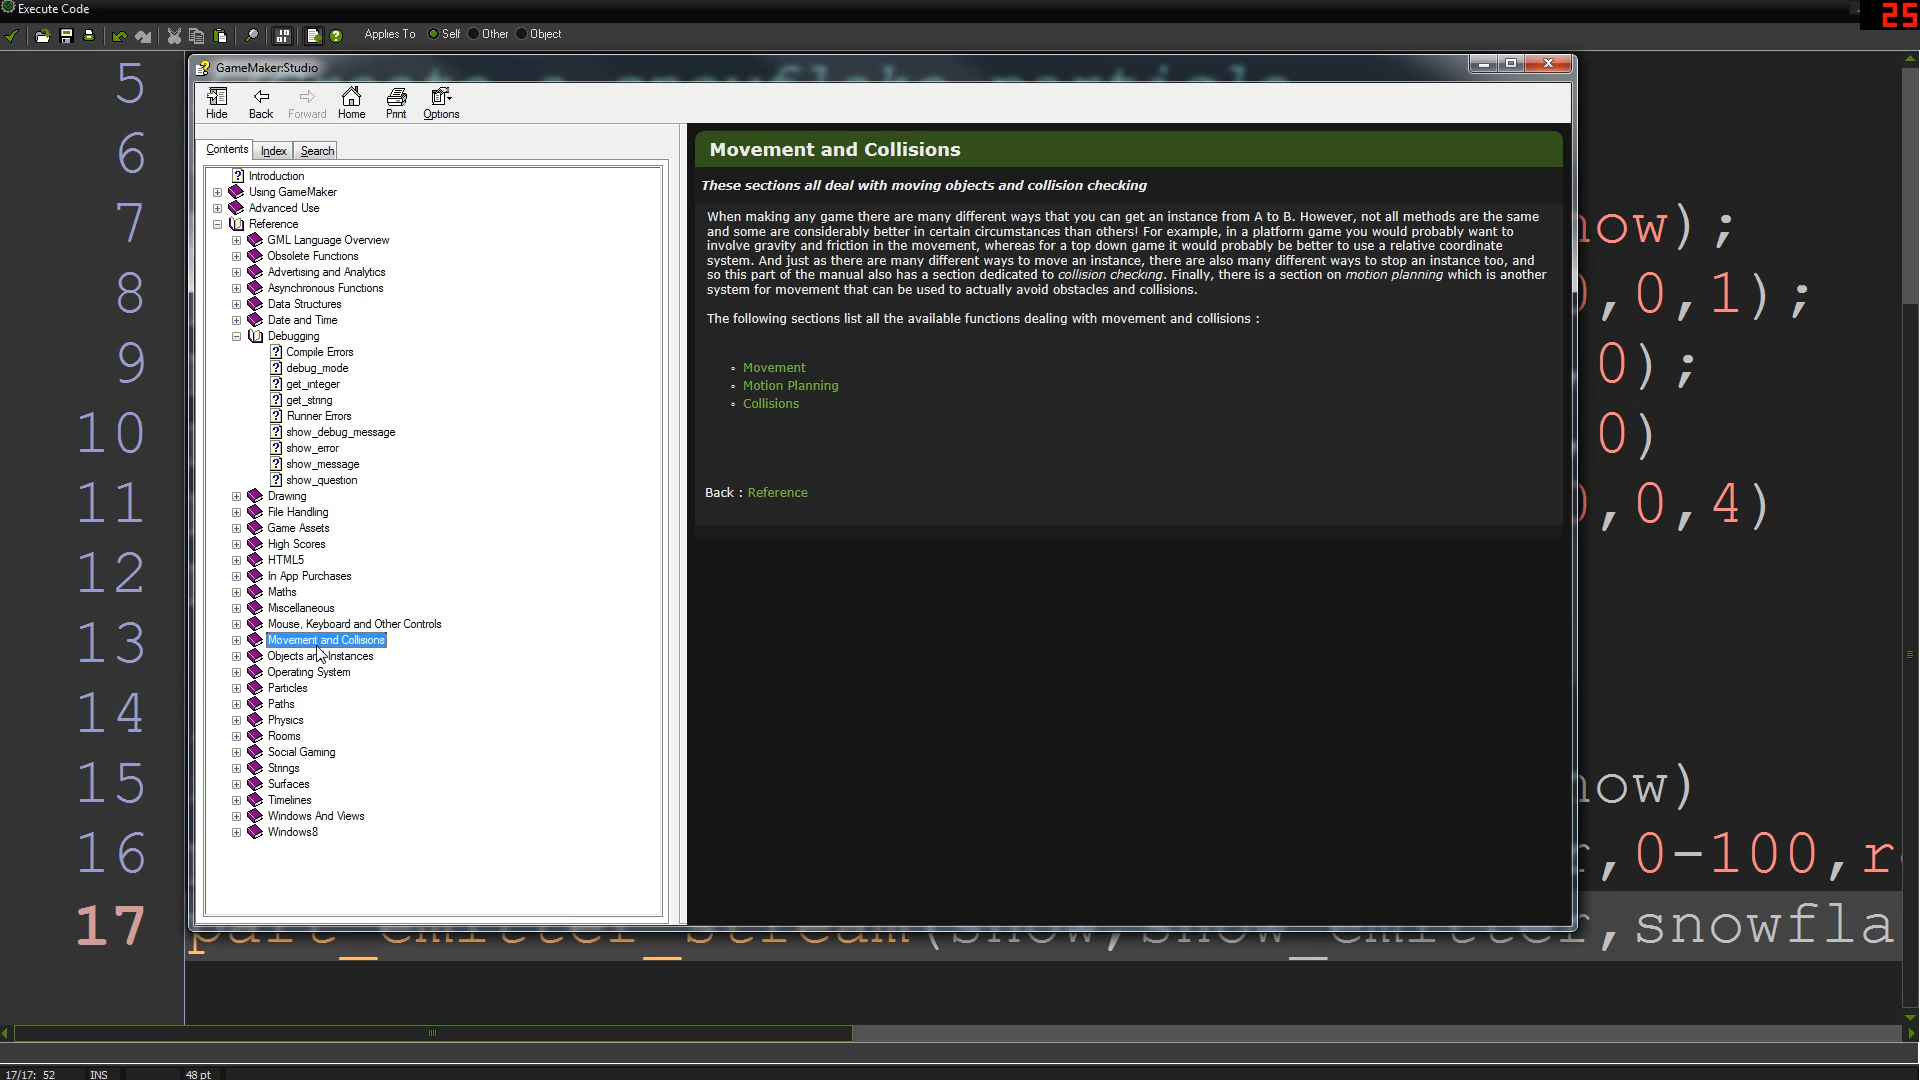 Execute Code
25
Applies To Self Other Object
GameMaker:Studio
Hide Back Forward Home Print Options
Contents Index Search
Introduction
Using GameMaker
Advanced Use
Reference
GML Language Overview
Obsolete Functions
Advertising and Analytics
Asynchronous Functions
Data Structures
Date and Time
Debugging
Compile Errors
debug_mode
get_integer
get_string
Runner Errors
show_debug_message
show_error
show_message
show_question
Drawing
File Handling
Game Assets
High Scores
HTML5
In App Purchases
Maths
Miscellaneous
Mouse, Keyboard and Other Controls
Movement and Collisions
Objects and Instances
Operating System
Particles
Paths
Physics
Rooms
Social Gaming
Strings
Surfaces
Timelines
Windows And Views
Windows8
Movement and Collisions
These sections all deal with moving objects and collision checking
When making any game there are many different ways that you can get an instance from A to B. However, not all methods are the same
and some are considerably better in certain circumstances than others! For example, in a platform game you would probably want to
involve gravity and friction in the movement, whereas for a top down game it would probably be better to use a relative coordinate
system. And just as there are many different ways to move an instance, there are also many different ways to stop an instance too, and
so this part of the manual also has a section dedicated to collision checking. Finally, there is a section on motion planning which is another
system for movement that can be used to actually avoid obstacles and collisions.
The following sections list all the available functions dealing with movement and collisions :
Movement
Motion Planning
Collisions
Back : Reference
5
6
7 now);
8 ,0,1);
9 0);
10 0)
11 ,0,4)
12
13
14
15 now)
16 ,0-100,r
17 part_emitter_stream(snow,snow_emitter,snowfla
17/17: 52 INS 48 pt